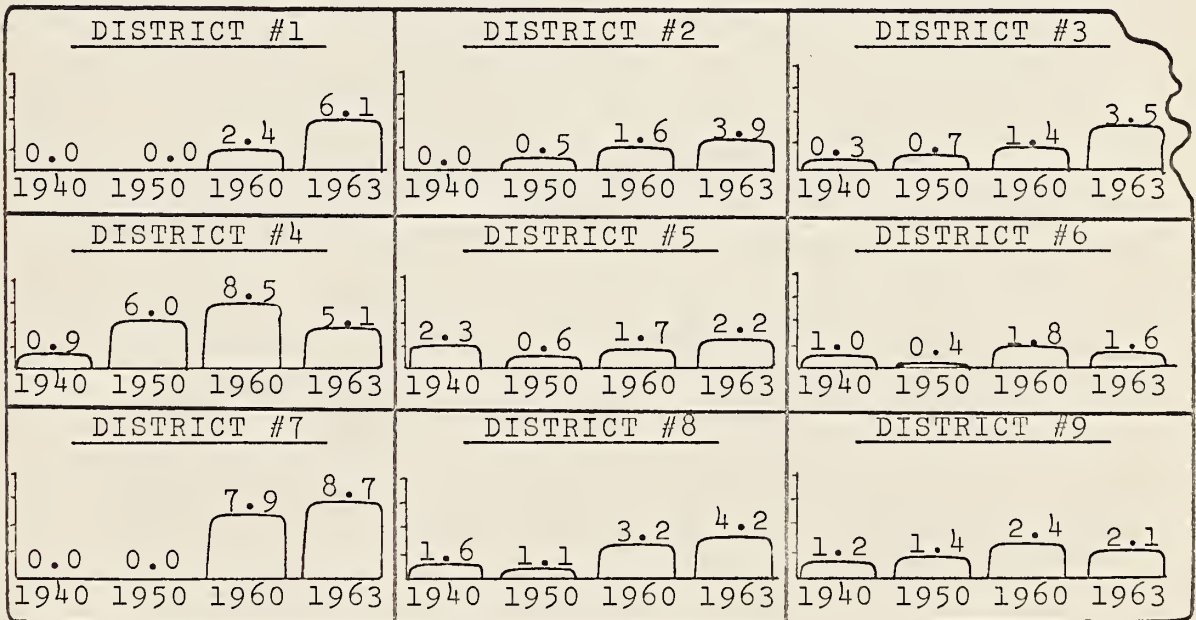 DISTRICT #1
6.1
2.4
0.0 0.0
1940 1950 1960 1963
DISTRICT #2
3.9
1.6
0.5
0.0
1940 1950 1960 1963
DISTRICT #3
3.5
1.4
0.7
0.3
1940 1950 1960 1963
DISTRICT #4
8.5
6.0
5.1
0.9
1940 1950 1960 1963
DISTRICT #5
2.3 0.6 1.7 2.2
1940 1950 1960 1963
DISTRICT #6
1.0 0.4 1.8 1.6
1940 1950 1960 1963
DISTRICT #7
8.7
7.9
0.0 0.0
1940 1950 1960 1963
DISTRICT #8
4.2
3.2
1.6 1.1
1940 1950 1960 1963
DISTRICT #9
1.2 1.4 2.4 2.1
1940 1950 1960 1963